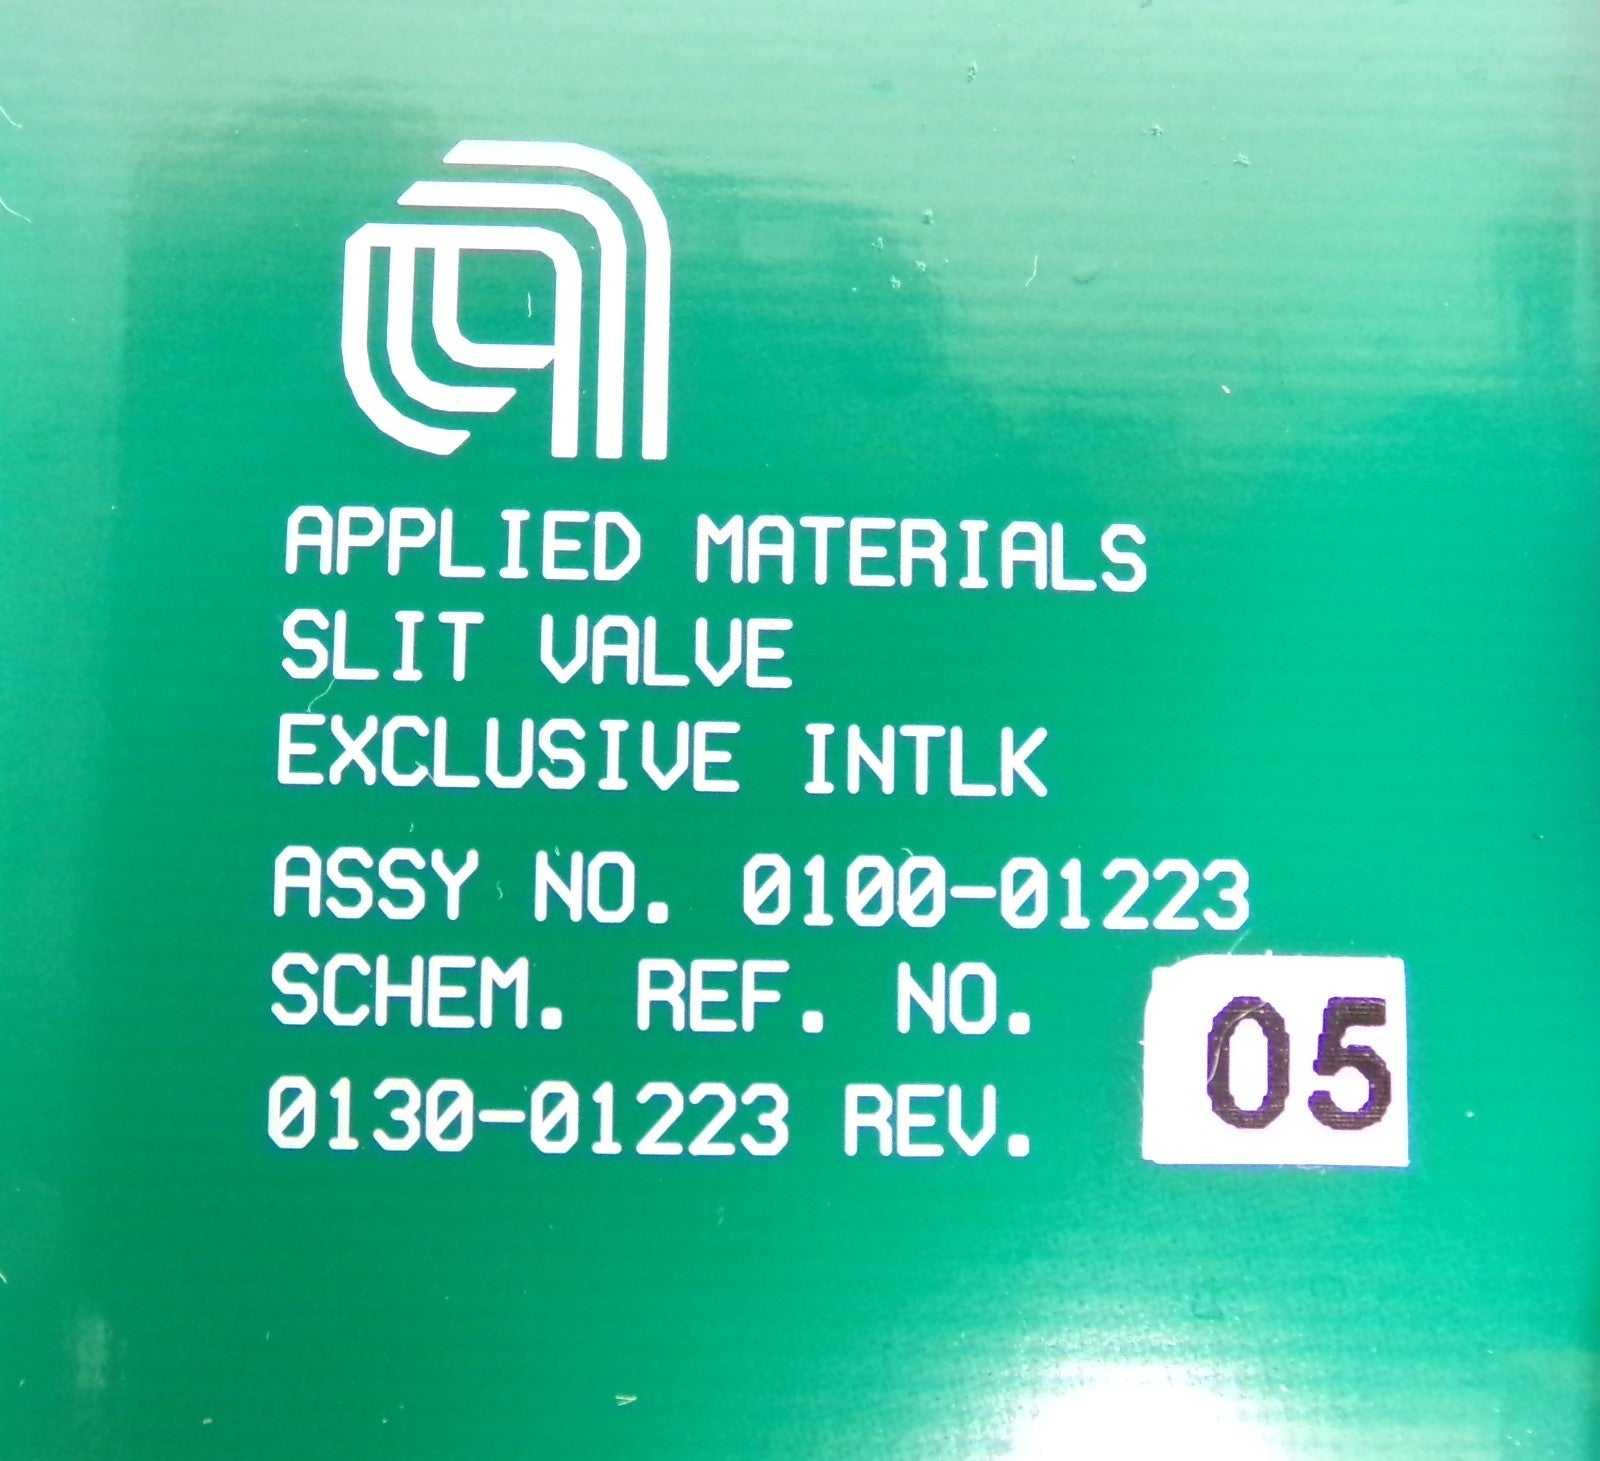 APPLIED MATERIALS
SLIT VALVE
EXCLUSIVE INTLK
ASSY NO. 0100-01223
SCHEM. REF. NO.
0130-01223 REV. 05